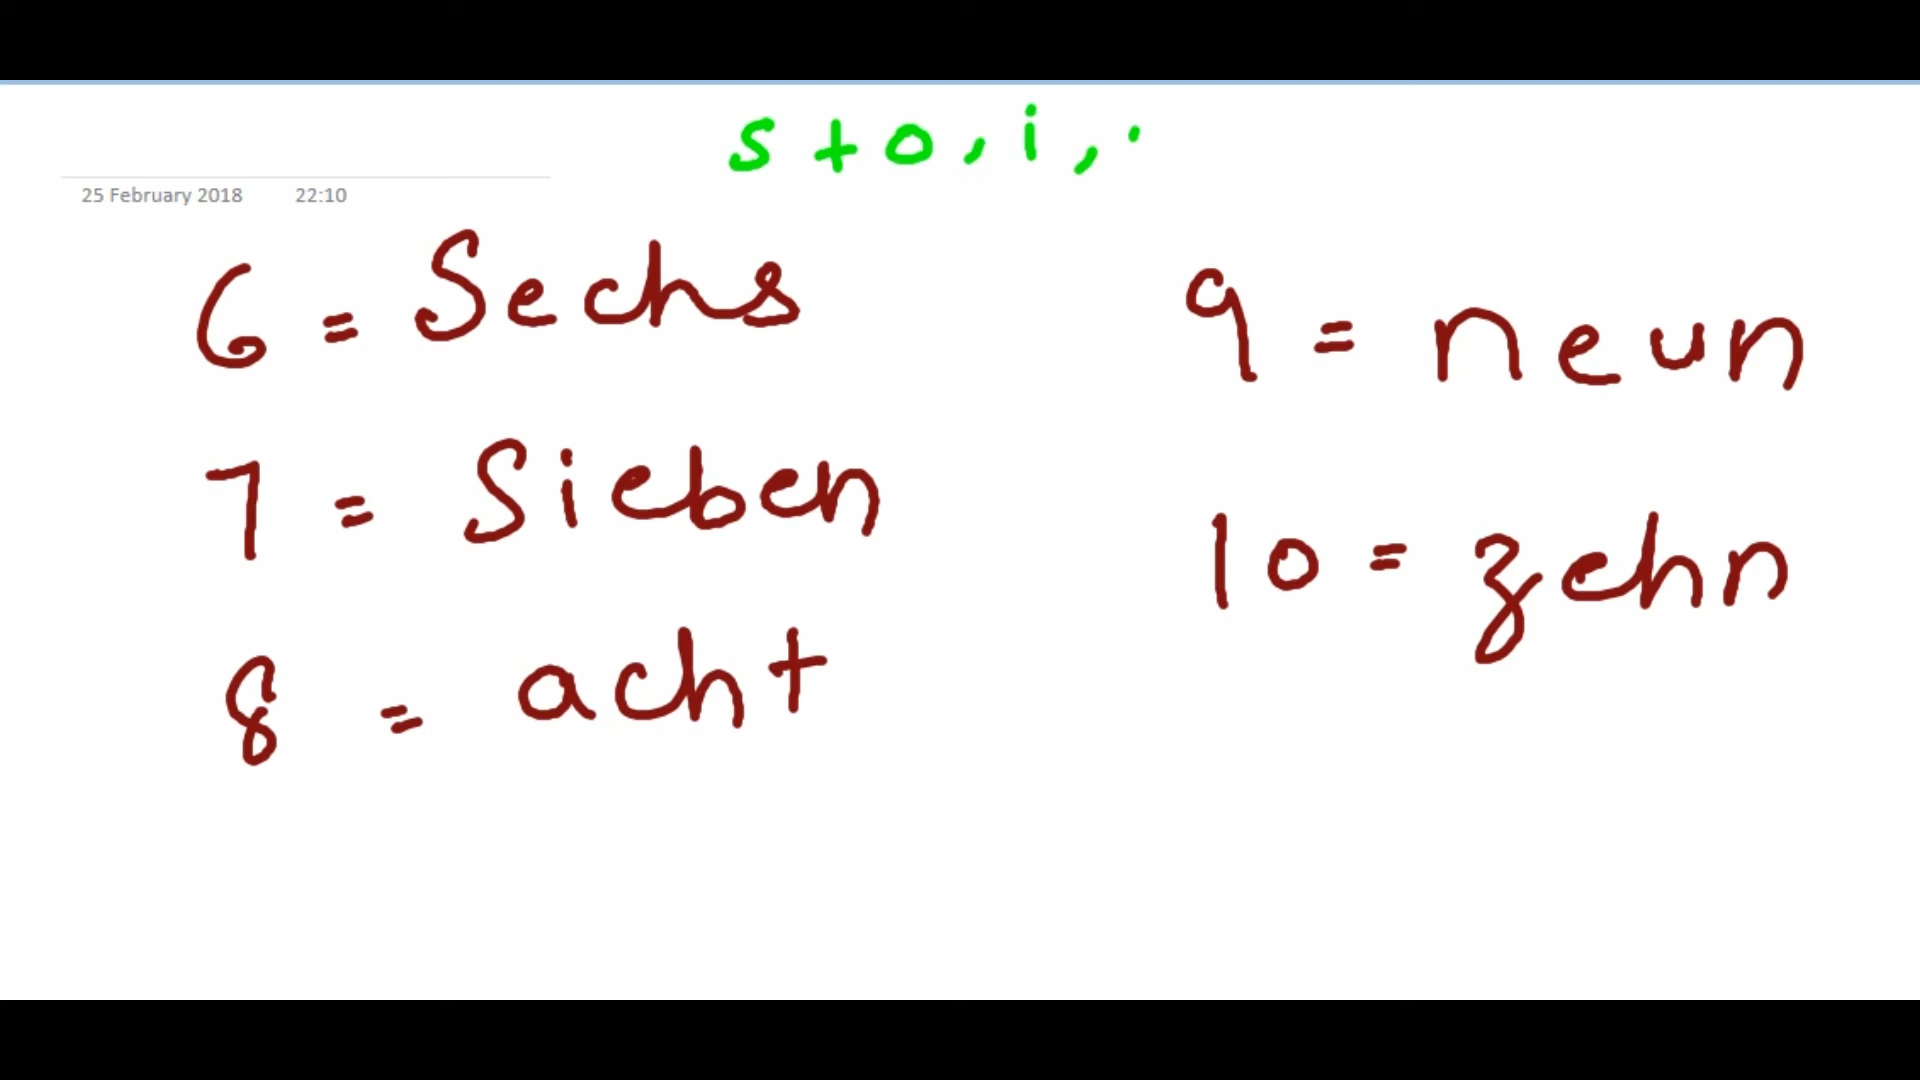 s + o, i, ·
25 February 2018 22:10
6 = Sechs
7 = Sieben
8 = acht
9 = neun
10 = zehn